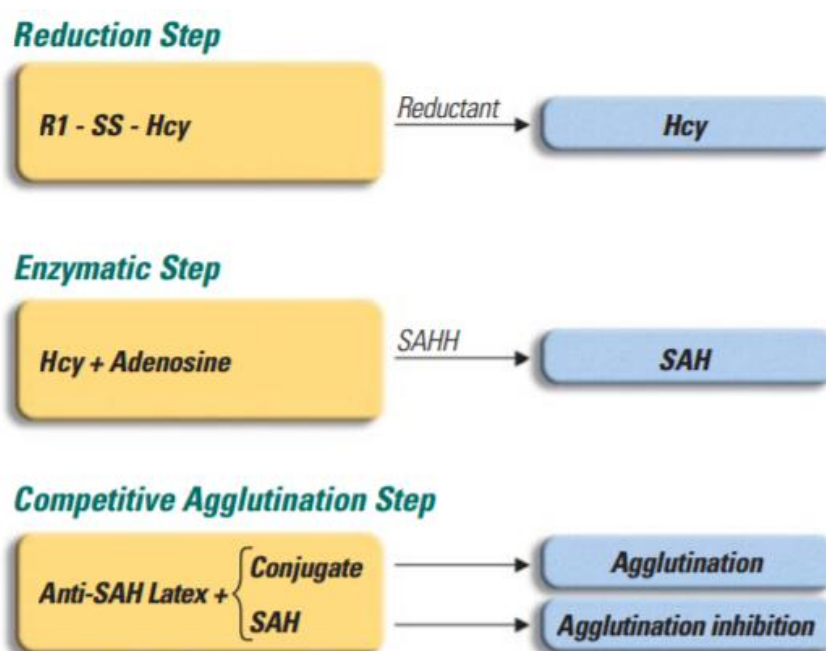 Reduction Step
R1 - SS - Hcy
Reductant
Hcy
Enzymatic Step
Hcy + Adenosine
SAHH
SAH
Competitive Agglutination Step
Anti-SAH Latex +
Conjugate
SAH
Agglutination
Agglutination inhibition